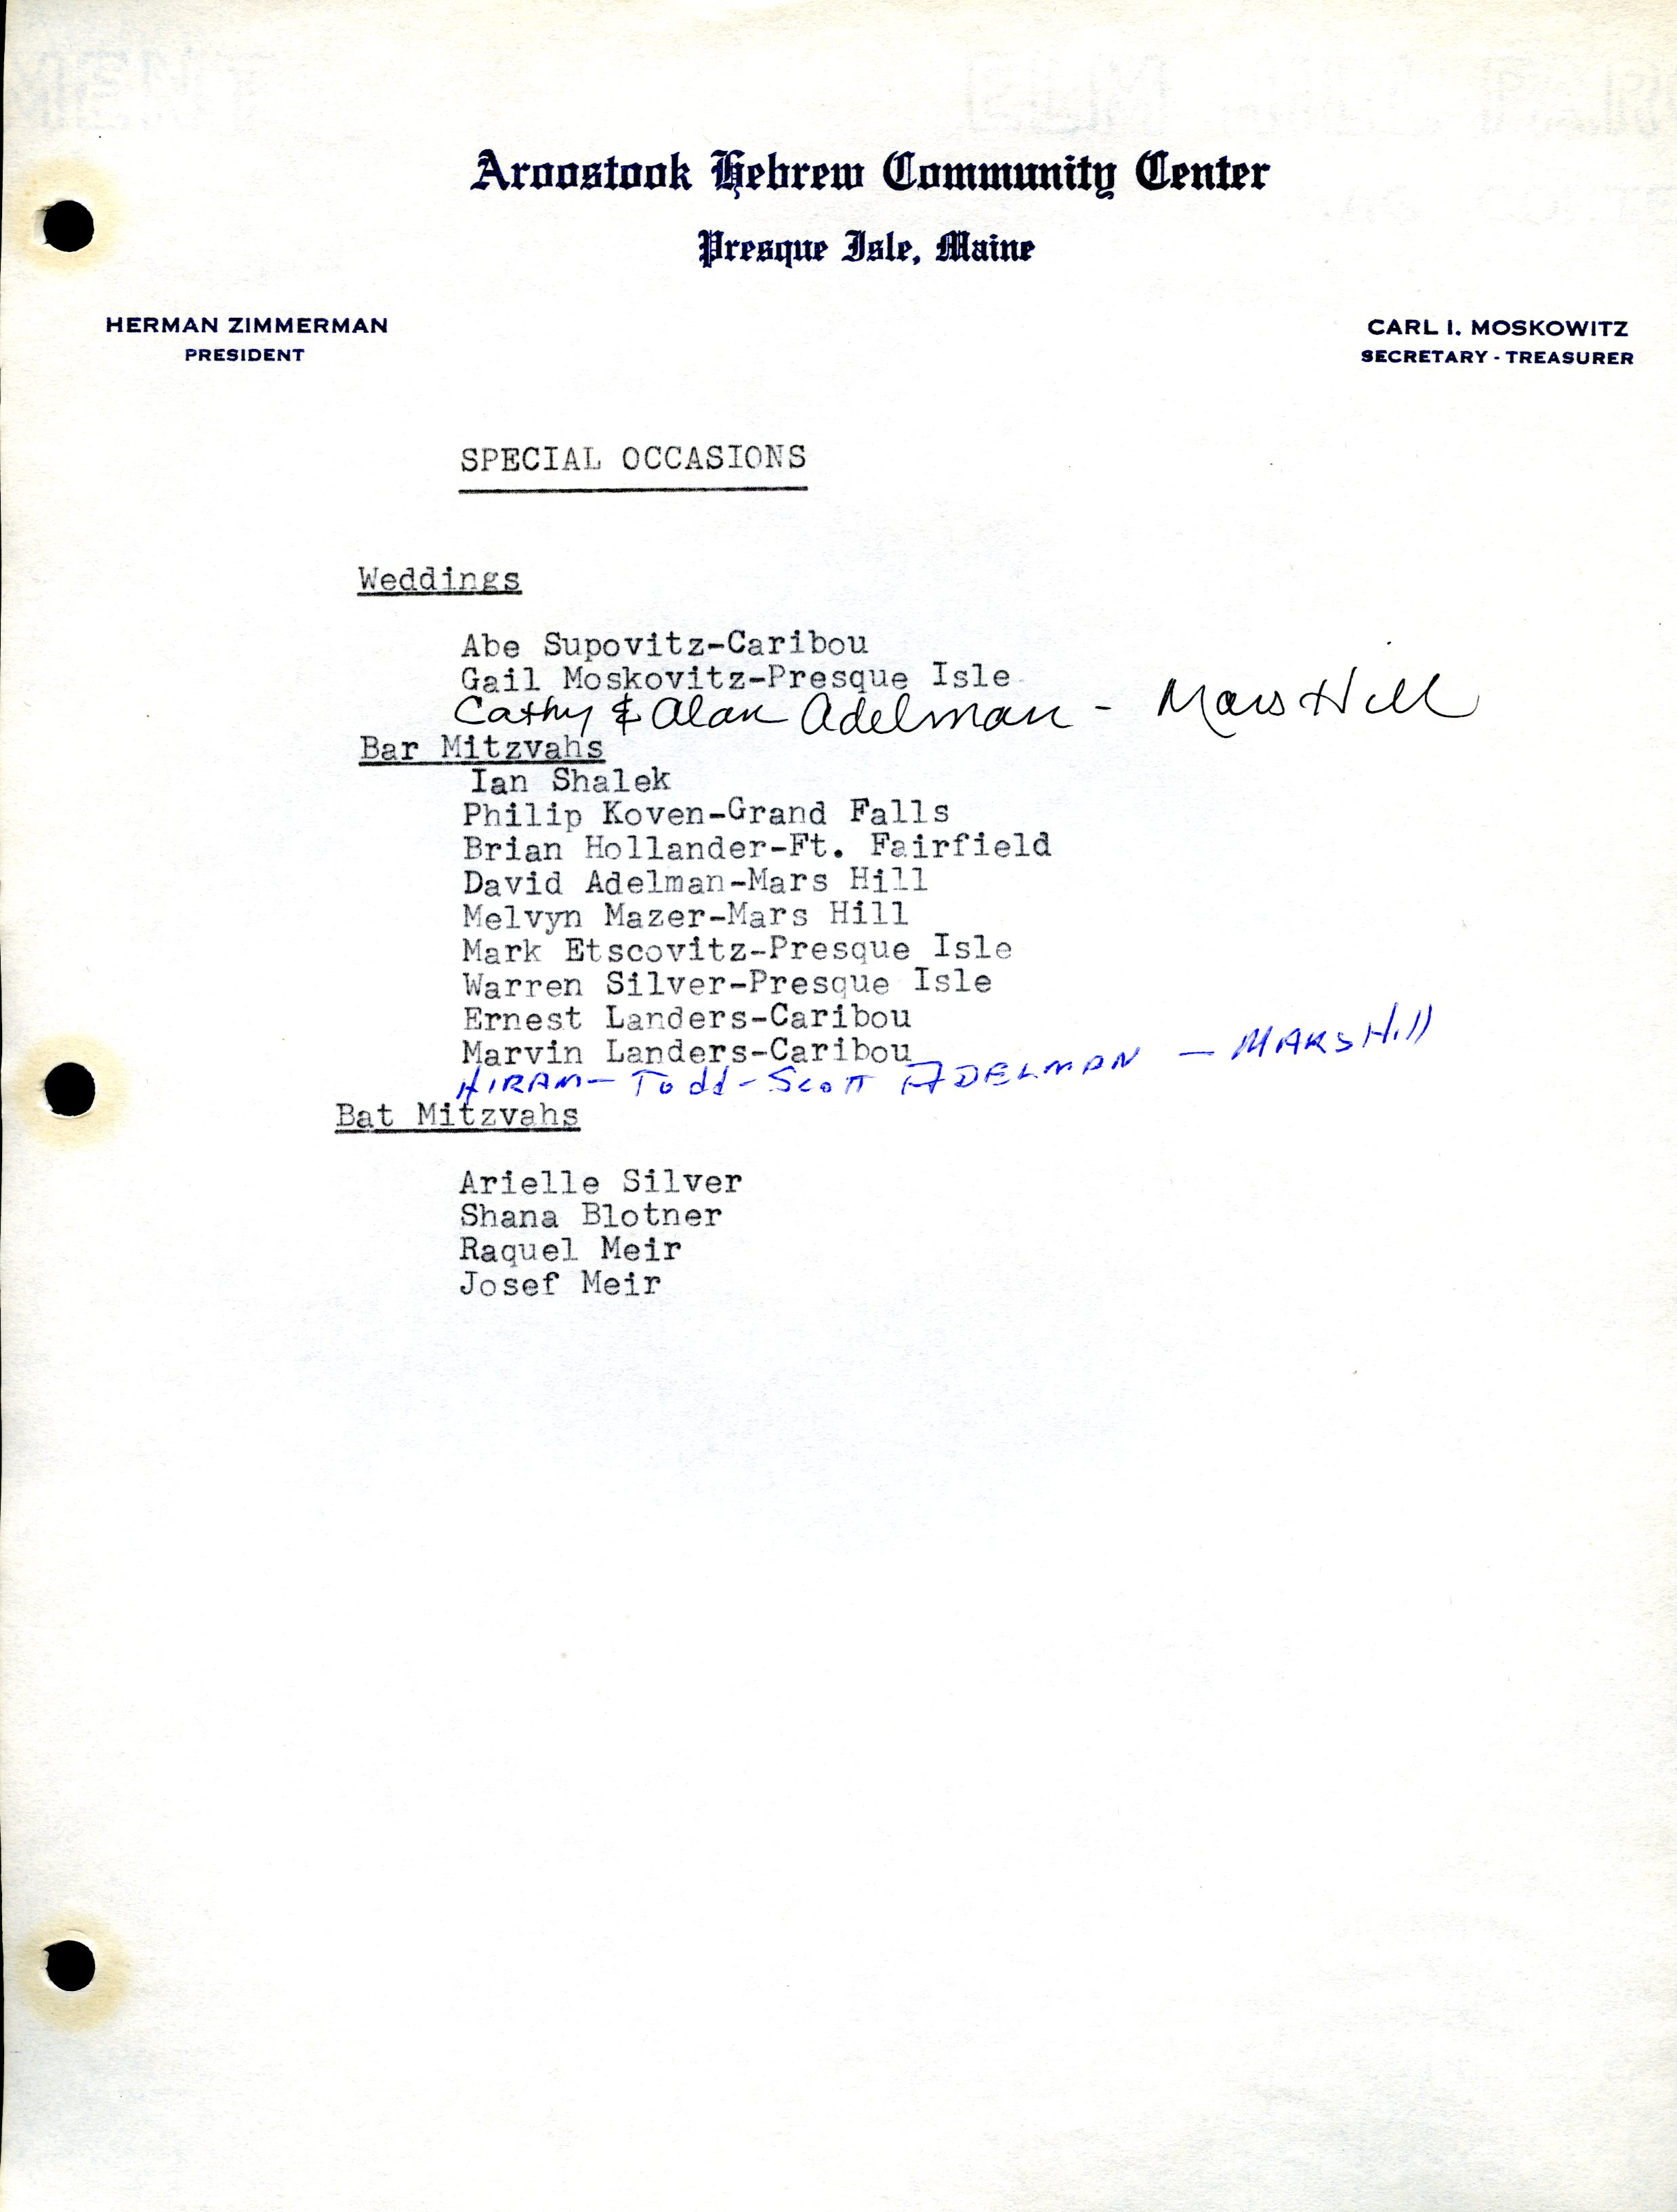 Aroostook Hebrew Community Center
Presque Isle, Maine
HERMAN ZIMMERMAN
PRESIDENT
CARL I. MOSKOWITZ
SECRETARY - TREASURER
SPECIAL OCCASIONS
Weddings
Abe Supovitz-Caribou
Gail Moskovitz-Presque Isle
Cathy & Alan Adelman - Mars Hill
Bar Mitzvahs
Ian Shalek
Philip Koven-Grand Falls
Brian Hollander-Ft. Fairfield
David Adelman-Mars Hill
Melvyn Mazer-Mars Hill
Mark Etscovitz-Presque Isle
Warren Silver-Presque Isle
Ernest Landers-Caribou
Marvin Landers-Caribou
HIRAM - Todd - Scott ADELMAN - MARS Hill
Bat Mitzvahs
Arielle Silver
Shana Blotner
Raquel Meir
Josef Meir